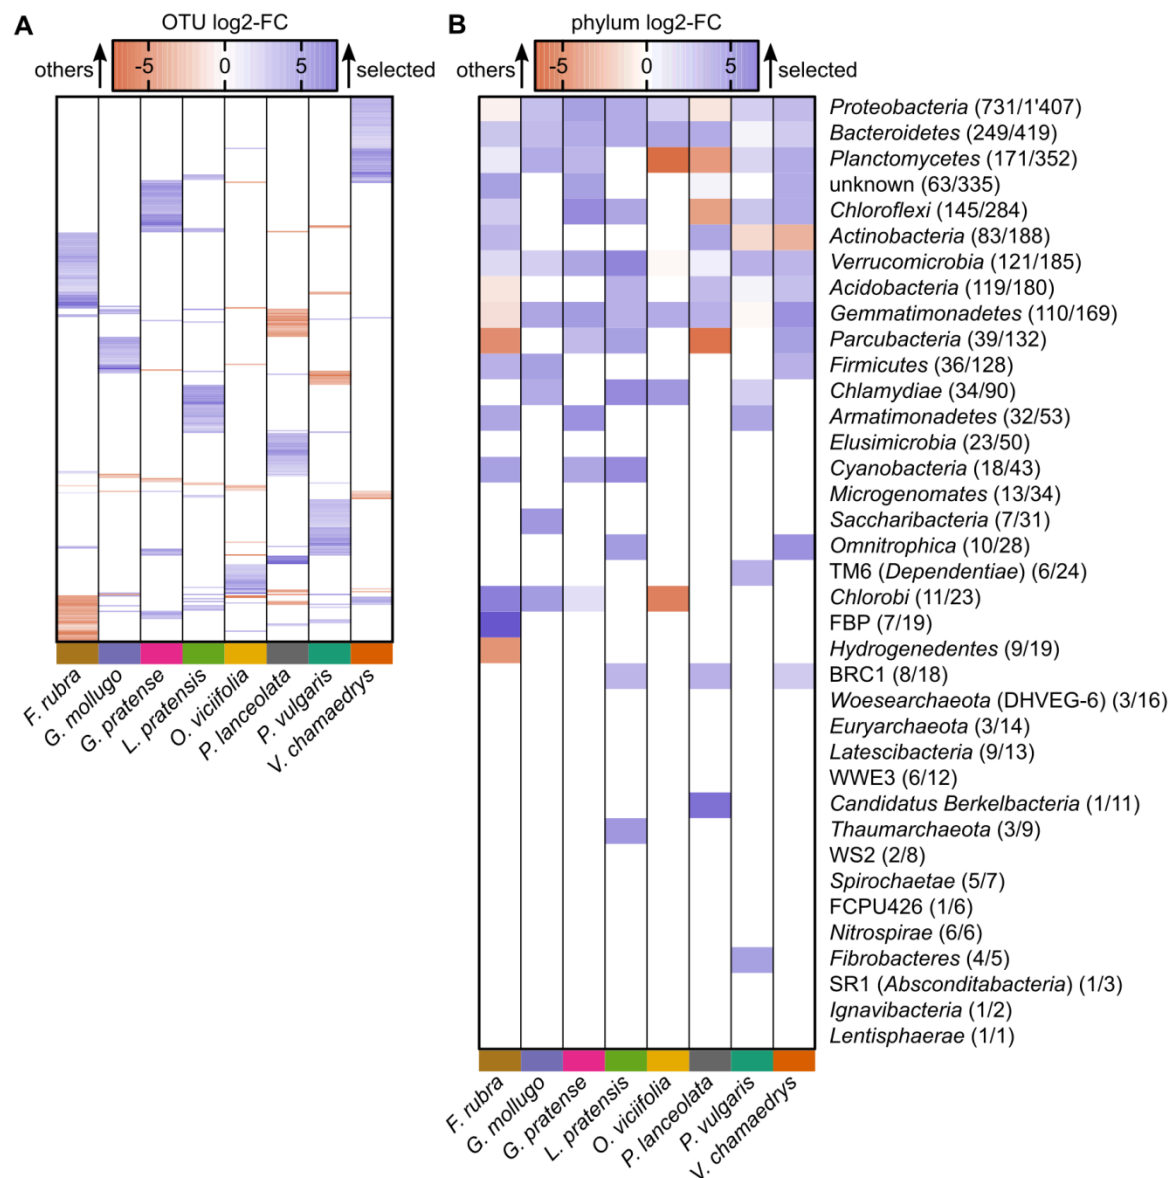 A
OTU log2-FC
-5 0 5
others
selected
F. rubra
G. mollugo
G. pratense
L. pratensis
O. viciifolia
P. lanceolata
P. vulgaris
V. chamaedrys
B
phylum log2-FC
-5 0 5
others
selected
Proteobacteria (731/1'407)
Bacteroidetes (249/419)
Planctomycetes (171/352)
unknown (63/335)
Chloroflexi (145/284)
Actinobacteria (83/188)
Verrucomicrobia (121/185)
Acidobacteria (119/180)
Gemmatimonadetes (110/169)
Parcubacteria (39/132)
Firmicutes (36/128)
Chlamydiae (34/90)
Armatimonadetes (32/53)
Elusimicrobia (23/50)
Cyanobacteria (18/43)
Microgenomates (13/34)
Saccharibacteria (7/31)
Omnitrophica (10/28)
TM6 (Dependentiae) (6/24)
Chlorobi (11/23)
FBP (7/19)
Hydrogenedentes (9/19)
BRC1 (8/18)
Woesearchaeota (DHVEG-6) (3/16)
Euryarchaeota (3/14)
Latescibacteria (9/13)
WWE3 (6/12)
Candidatus Berkelbacteria (1/11)
Thaumarchaeota (3/9)
WS2 (2/8)
Spirochaetae (5/7)
FCPU426 (1/6)
Nitrospirae (6/6)
Fibrobacteres (4/5)
SR1 (Absconditabacteria) (1/3)
Ignavibacteria (1/2)
Lentisphaerae (1/1)
F. rubra
G. mollugo
G. pratense
L. pratensis
O. viciifolia
P. lanceolata
P. vulgaris
V. chamaedrys